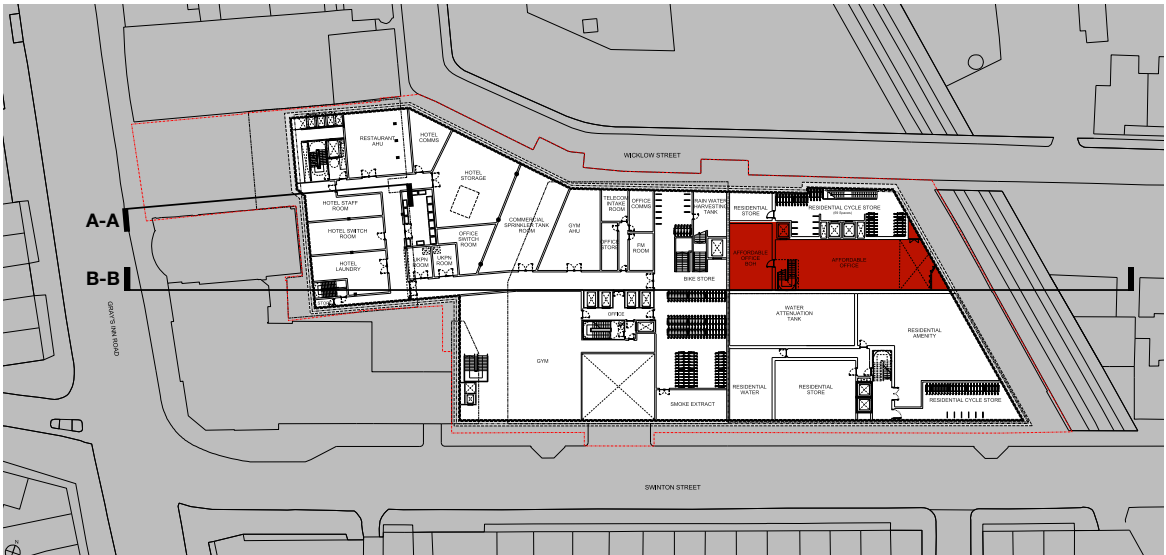 WICKLOW STREET
RESTAURANT
AHU
HOTEL
COMMS
HOTEL
STORAGE
HOTEL STAFF
ROOM
HOTEL SWITCH
ROOM
HOTEL
LAUNDRY
STORE
UKPN
ROOM
UKPN
ROOM
OFFICE
SWITCH
ROOM
COMMERCIAL
SPRINKLER TANK
ROOM
GYM
AHU
TELECOM
INTAKE
ROOM
OFFICE
COMMS
OFFICE
STORE
FM
ROOM
RAIN WATER
HARVESTING
TANK
BIKE STORE
RESIDENTIAL
STORE
RESIDENTIAL CYCLE STORE
AFFORDABLE
OFFICE
BOH
AFFORDABLE
OFFICE
A-A
B-B
GRAY'S INN ROAD
OFFICE
GYM
SMOKE EXTRACT
WATER
ATTENUATION
TANK
RESIDENTIAL
AMENITY
RESIDENTIAL
WATER
RESIDENTIAL
STORE
RESIDENTIAL CYCLE STORE
SWINTON STREET
N